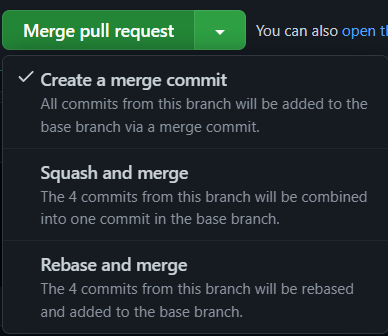 Merge pull request
You can also open th
Create a merge commit
All commits from this branch will be added to the
base branch via a merge commit.
Squash and merge
The 4 commits from this branch will be combined
into one commit in the base branch.
Rebase and merge
The 4 commits from this branch will be rebased
and added to the base branch.